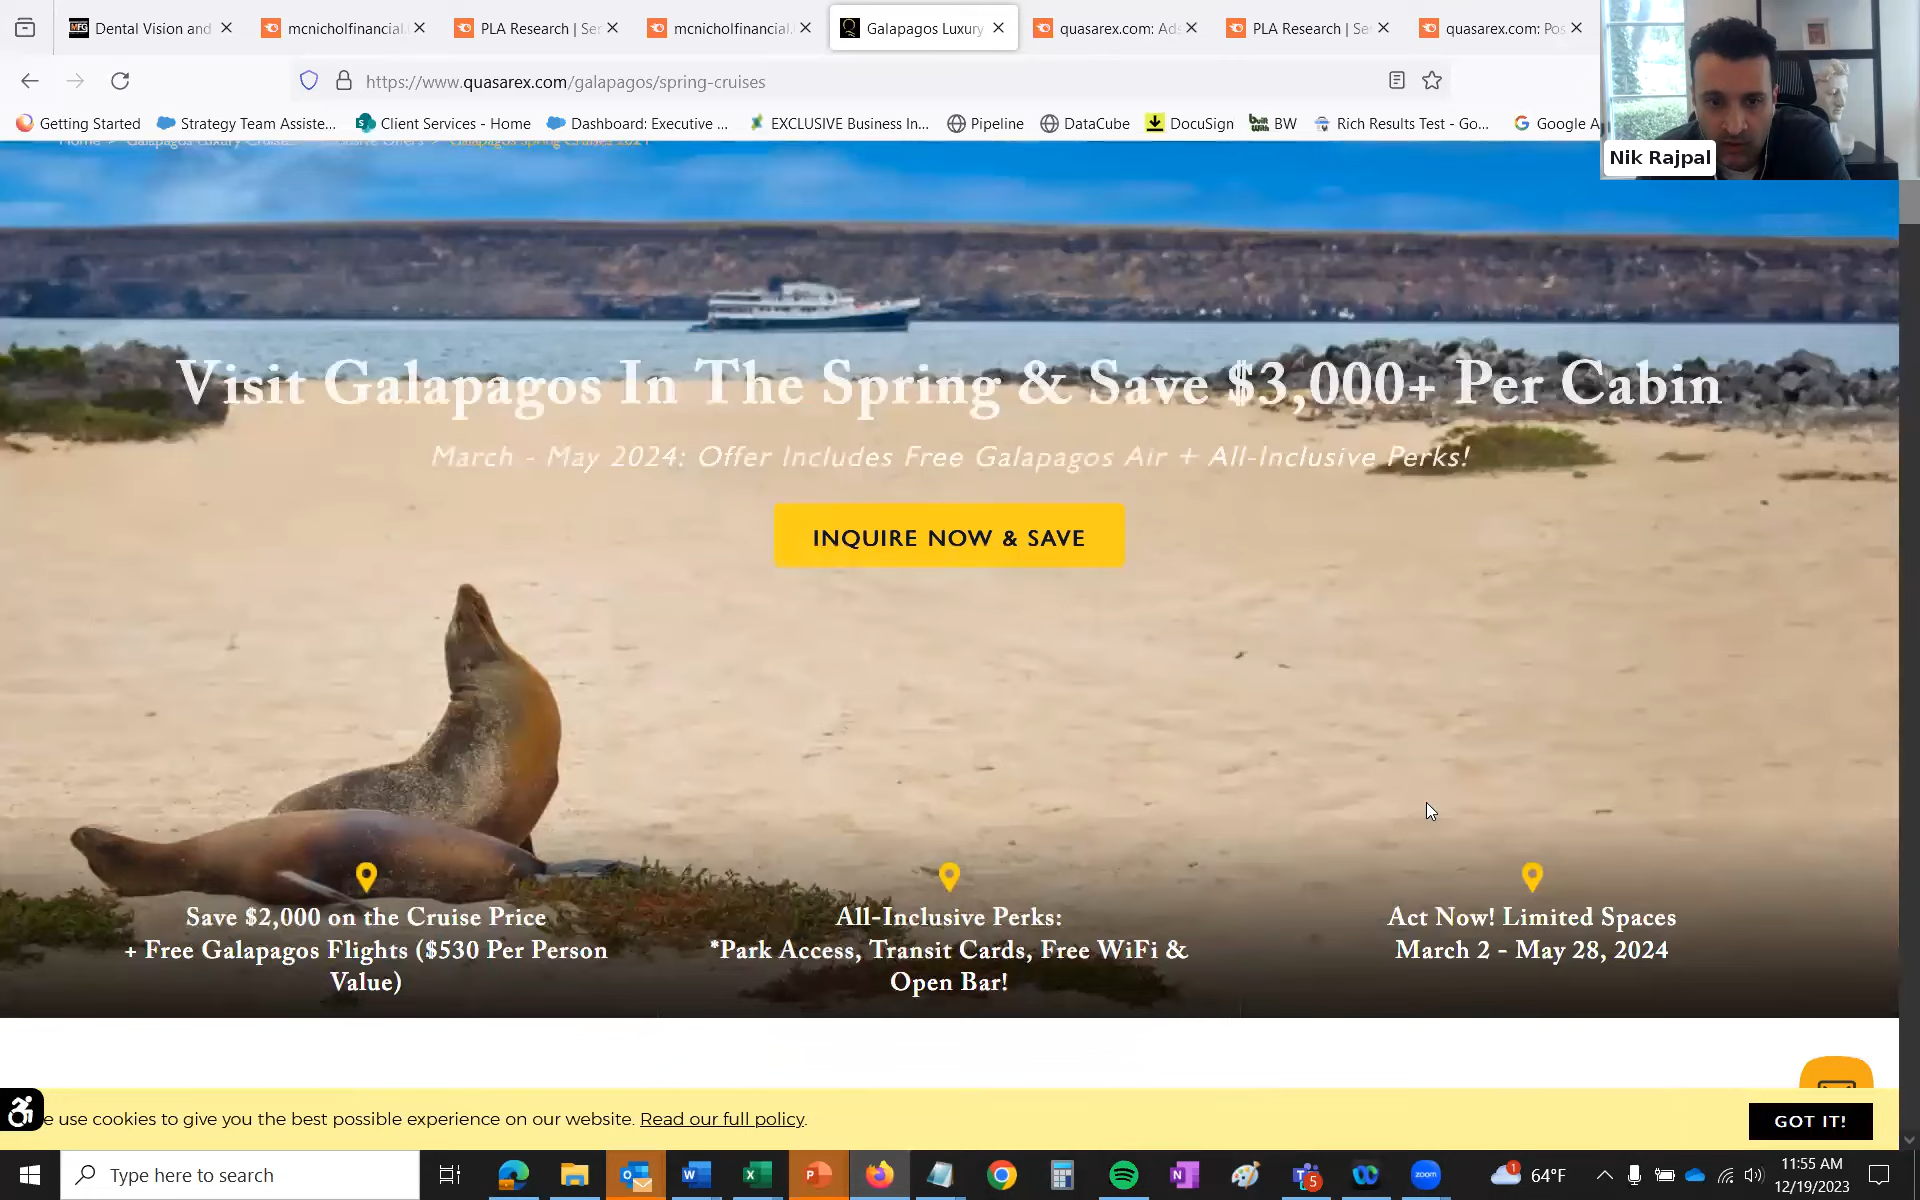 Dental Vision and
mcnicholfinancial.
PLA Research | Ser
mcnicholfinancial.
Galapagos Luxury
quasarex.com: Ads
PLA Research | Se
quasarex.com: Pos
https://www.quasarex.com/galapagos/spring-cruises
Getting Started
Strategy Team Assiste...
Client Services - Home
Dashboard: Executive ...
EXCLUSIVE Business In...
Pipeline
DataCube
DocuSign
BW
Rich Results Test - Go...
Google A
Nik Rajpal
Visit Galapagos In The Spring & Save $3,000+ Per Cabin
March - May 2024: Offer Includes Free Galapagos Air + All-Inclusive Perks!
INQUIRE NOW & SAVE
Save $2,000 on the Cruise Price
+ Free Galapagos Flights ($530 Per Person
Value)
All-Inclusive Perks:
*Park Access, Transit Cards, Free WiFi &
Open Bar!
Act Now! Limited Spaces
March 2 - May 28, 2024
e use cookies to give you the best possible experience on our website. Read our full policy.
GOT IT!
Type here to search
64°F
11:55 AM
12/19/2023